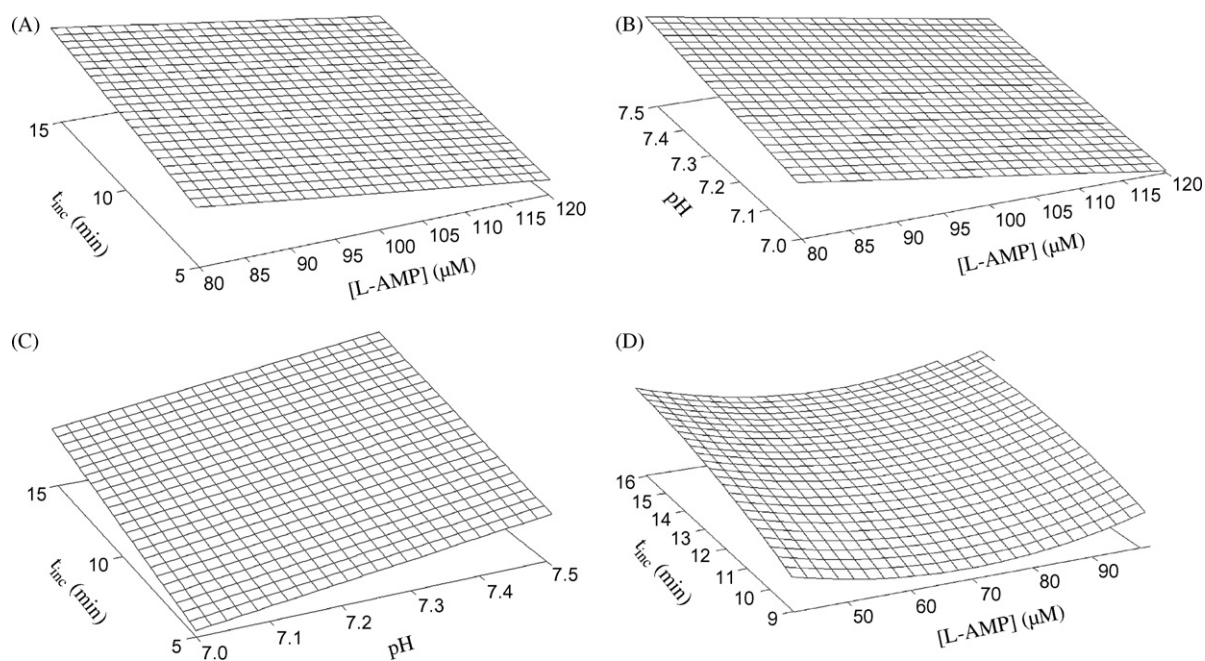 (A)
15
10
5
t_inc (min)
80 85 90 95 100 105 110 115 120
[L-AMP] (µM)
(B)
7.5
7.4
7.3
7.2
7.1
7.0
pH
80 85 90 95 100 105 110 115 120
[L-AMP] (µM)
(C)
15
10
5
t_inc (min)
7.0 7.1 7.2 7.3 7.4 7.5
pH
(D)
16
15
14
13
12
11
10
9
t_inc (min)
50 60 70 80 90
[L-AMP] (µM)